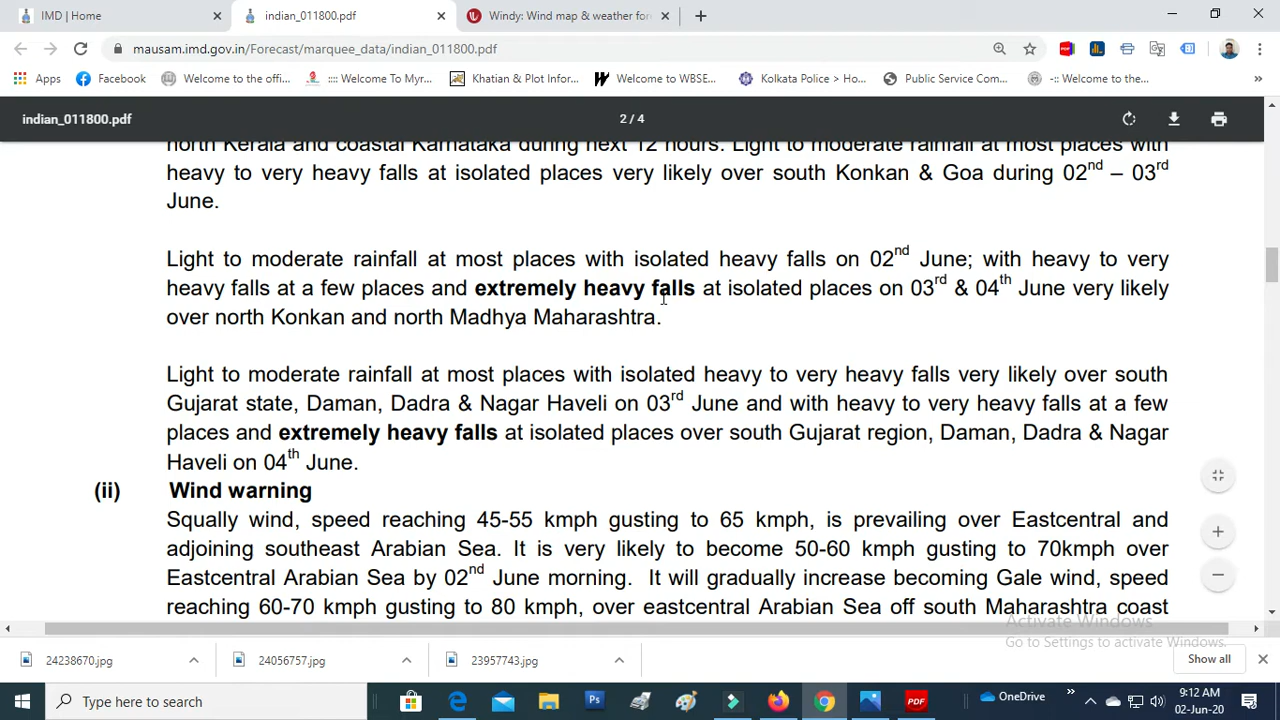 IMD | Home
indian_011800.pdf
Windy: Wind map & weather for
mausam.imd.gov.in/Forecast/marquee_data/indian_011800.pdf
Apps
Facebook
Welcome to the offi...
:::: Welcome To Myr...
Khatian & Plot Infor...
Welcome to WBSE...
Kolkata Police > Ho...
Public Service Com...
-:: Welcome to the...
indian_011800.pdf
2 / 4
north Kerala and coastal Karnataka during next 12 hours. Light to moderate rainfall at most places with
heavy to very heavy falls at isolated places very likely over south Konkan & Goa during 02nd – 03rd
June.
Light to moderate rainfall at most places with isolated heavy falls on 02nd June; with heavy to very
heavy falls at a few places and extremely heavy falls at isolated places on 03rd & 04th June very likely
over north Konkan and north Madhya Maharashtra.
Light to moderate rainfall at most places with isolated heavy to very heavy falls very likely over south
Gujarat state, Daman, Dadra & Nagar Haveli on 03rd June and with heavy to very heavy falls at a few
places and extremely heavy falls at isolated places over south Gujarat region, Daman, Dadra & Nagar
Haveli on 04th June.
(ii) Wind warning
Squally wind, speed reaching 45-55 kmph gusting to 65 kmph, is prevailing over Eastcentral and
adjoining southeast Arabian Sea. It is very likely to become 50-60 kmph gusting to 70kmph over
Eastcentral Arabian Sea by 02nd June morning. It will gradually increase becoming Gale wind, speed
reaching 60-70 kmph gusting to 80 kmph, over eastcentral Arabian Sea off south Maharashtra coast
Activate Windows
Go to Settings to activate Windows.
24238670.jpg
24056757.jpg
23957743.jpg
Show all
Type here to search
Ps
PDF
OneDrive
9:12 AM
02-Jun-20